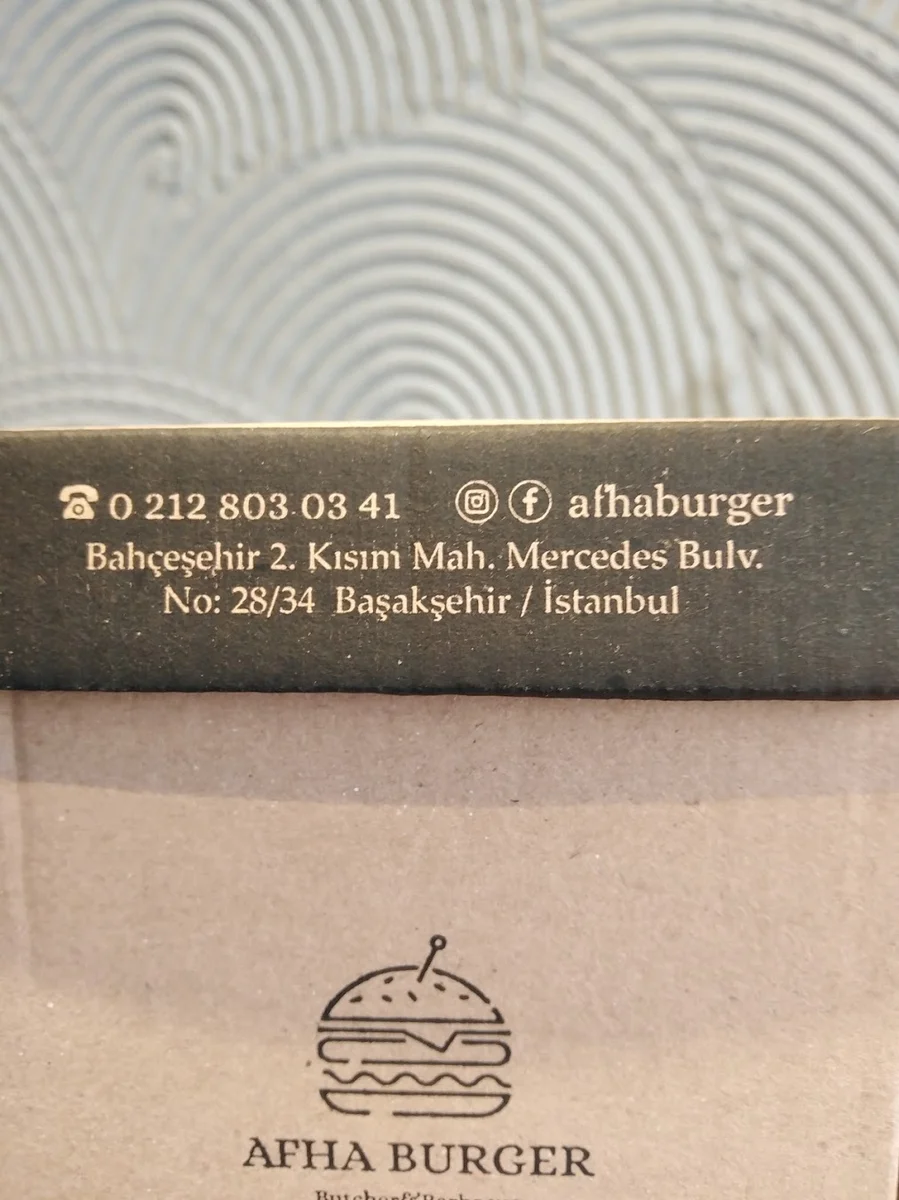 0 212 803 03 41 afhaburger
Bahçeşehir 2. Kısım Mah. Mercedes Bulv.
No: 28/34 Başakşehir / İstanbul
AFHA BURGER